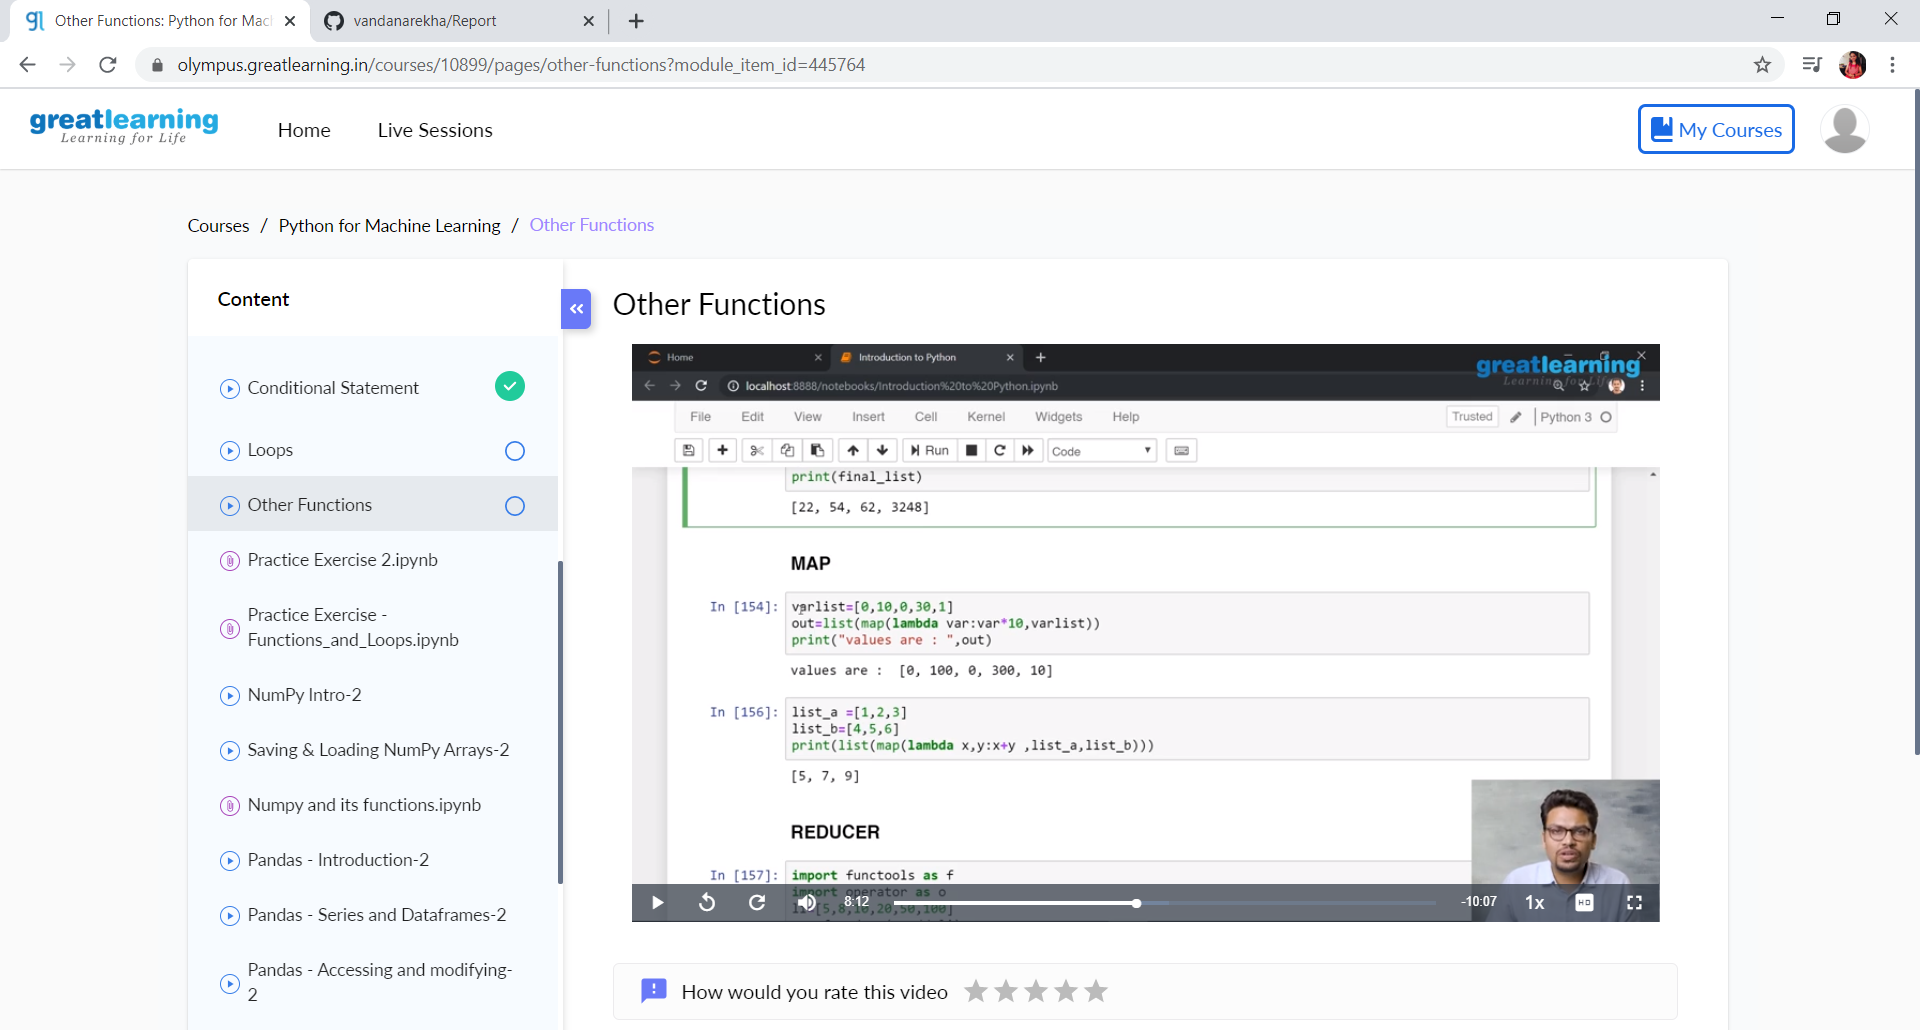 Other Functions: Python for Mach
vandanarekha/Report
olympus.greatlearning.in/courses/10899/pages/other-functions?module_item_id=445764
greatlearning
Learning for Life
Home
Live Sessions
My Courses
Courses / Python for Machine Learning / Other Functions
Content
Conditional Statement
Loops
Other Functions
Practice Exercise 2.ipynb
Practice Exercise -
Functions_and_Loops.ipynb
NumPy Intro-2
Saving & Loading NumPy Arrays-2
Numpy and its functions.ipynb
Pandas - Introduction-2
Pandas - Series and Dataframes-2
Pandas - Accessing and modifying-
2
Other Functions
Home
Introduction to Python
greatlearning
Learning for Life
localhost:8888/notebooks/Introduction%20to%20Python.ipynb
File Edit View Insert Cell Kernel Widgets Help
Trusted
Python 3
Run
Code
print(final_list)
[22, 54, 62, 3248]
MAP
In [154]: varlist=[0,10,0,30,1]
out=list(map(lambda var:var*10,varlist))
print("values are : ",out)
values are :  [0, 100, 0, 300, 10]
In [156]: list_a =[1,2,3]
list_b=[4,5,6]
print(list(map(lambda x,y:x+y ,list_a,list_b)))
[5, 7, 9]
REDUCER
In [157]: import functools as f
import operator as o
[5,8,10,20,50,100]
8:12
-10:07
1x
HD
How would you rate this video